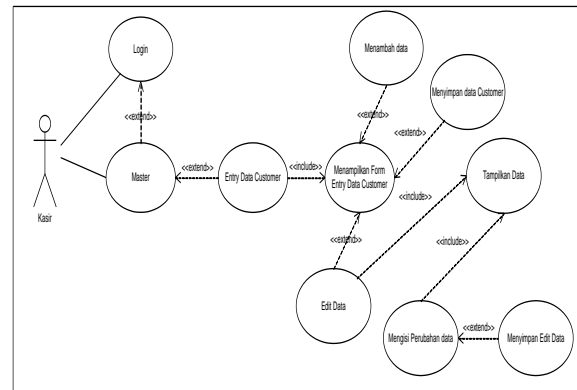 Login
Menambah data
Menyimpan data Customer
<<extend>>
<<extend>>
<<extend>>
Kasir
Master
<<extend>>
Entry Data Customer
<<include>>
Menampilkan Form
Entry Data Customer
Tampilkan Data
<<include>>
<<extend>>
<<include>>
Edit Data
Mengisi Perubahan data
<<extend>>
Menyimpan Edit Data